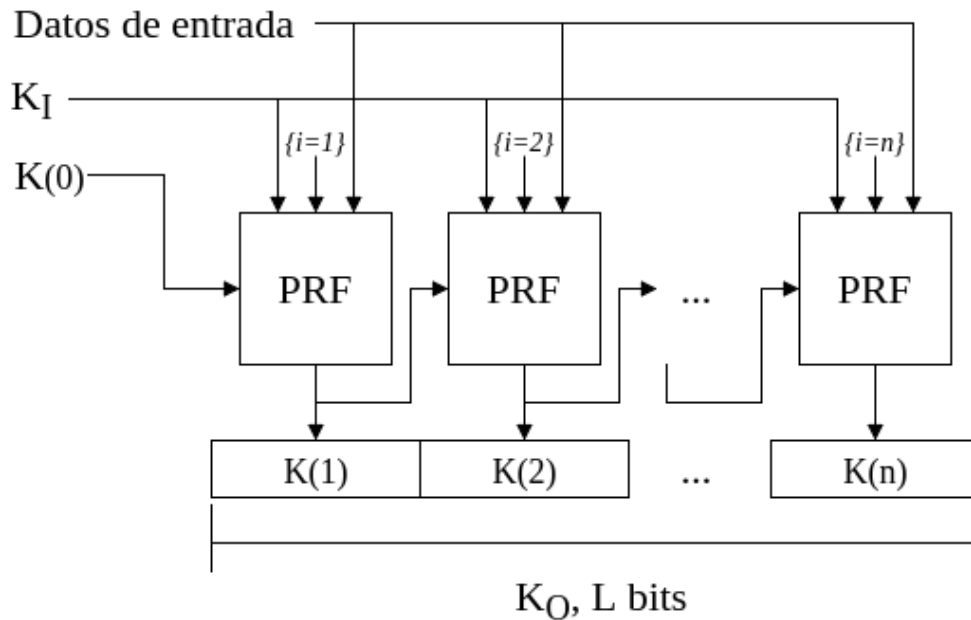 Datos de entrada
K_I
{i=1} {i=2} {i=n}
K(0)
PRF PRF ... PRF
K(1) K(2) ... K(n)
K_O, L bits